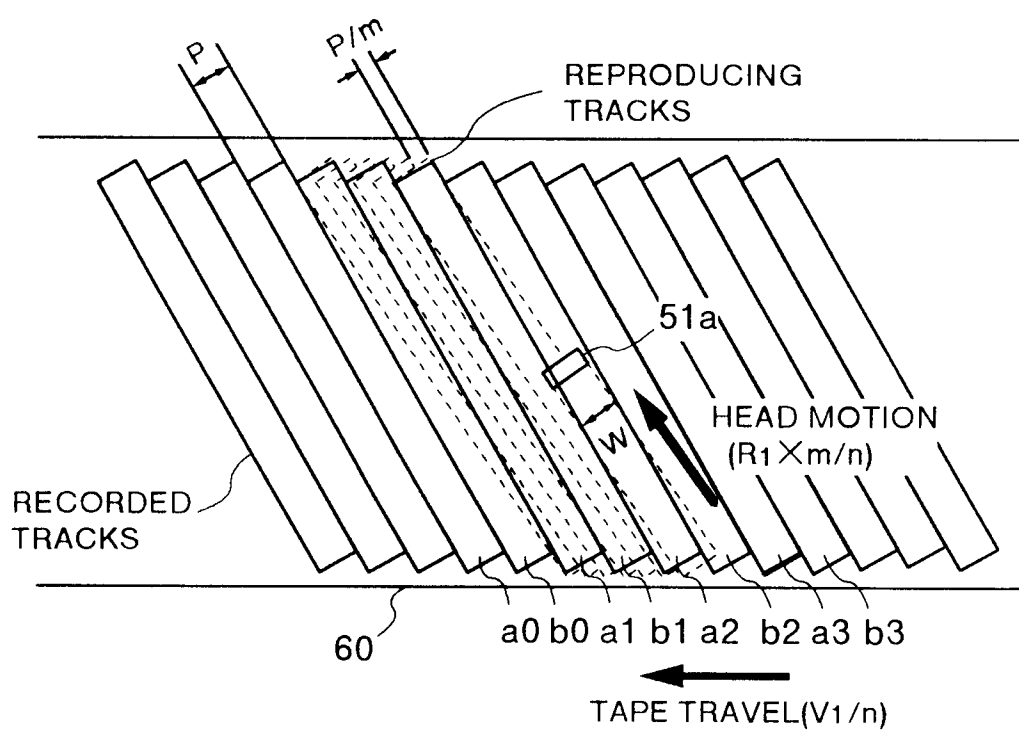 P
P/m
REPRODUCING
TRACKS
51a
HEAD MOTION
(R1×m/n)
W
RECORDED
TRACKS
a0 b0 a1 b1 a2 b2 a3 b3
60
TAPE TRAVEL(V1/n)